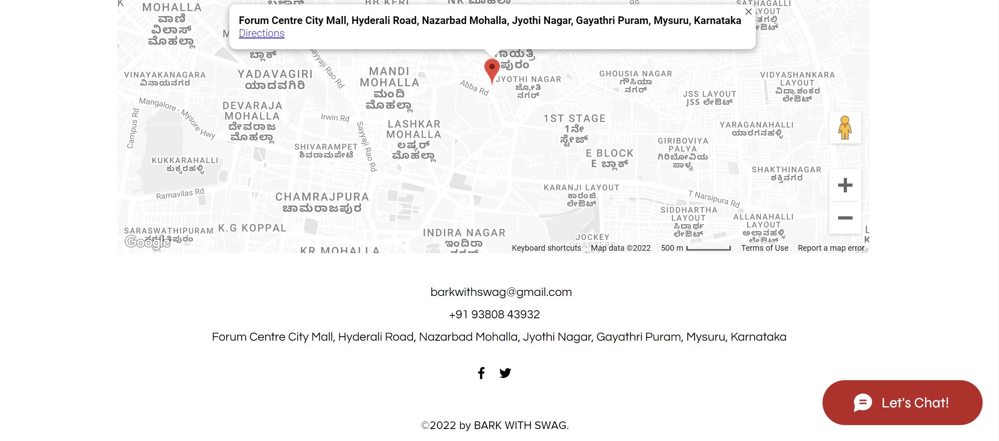 K
MOHALLA
ವಾಣಿ
ವಿಲಾಸ್
ಮೊಹಲ್ಲಾ
SATHAGALLI
Rd
Forum Centre City Mall, Hyderali Road, Nazarbad Mohalla, Jyothi Nagar, Gayathri Puram, Mysuru, Karnataka
Directions
ಬ್ಲಾಕ್
Sayyaji Rao Rd
ಪುರಂ
VINAYAKANAGARA
ವಿನಾಯನಗರ
YADAVAGIRI
ಯಾದವಗಿರಿ
MANDI
MOHALLA
ಮಂದಿ
ಮೊಹಲ್ಲಾ
Abba Rd
JYOTHI NAGAR
ಜ್ಯೋತಿ
ನಗರ್
GHOUSIA NAGAR
ಗೌಸಿಯಾ
ನಗರ್
JSS LAYOUT
JSS ಲೇಔಟ್
VIDYASHANKARA
LAYOUT
ವಿದ್ಯಾಶಂಕರ
ಲೇಔಟ್
Mangalore - Mysore Hwy
Campus Rd
DEVARAJA
MOHALLA
ದೇವರಾಜ
ಮೊಹಲ್ಲಾ
Irwin Rd
Sayyaji Rao Rd
LASHKAR
MOHALLA
ಲಷ್ಕರ್
ಮೊಹಲ್ಲಾ
1ST STAGE
1ನೇ
ಸ್ಟೇಜ್
YARAGANAHALLI
ಯಾರಗನಹಳ್ಳಿ
SHIVARAMPET
ಶಿವರಾಮಪೇಟೆ
E BLOCK
E ಬ್ಲಾಕ್
GIRIBOVIYA
PALYA
ಗಿರಿಬೋವಿಯ
ಪಾಳ್ಯ
KUKKARAHALLI
ಕುಕ್ಕರಹಳ್ಳಿ
SHAKTHINAGAR
ಶಕ್ತಿನಗರ
Ramavilas Rd
CHAMRAJPURA
ಚಾಮರಾಜಪುರ
KARANJI LAYOUT
ಕಾರಂಜಿ
ಲೇಔಟ್
T Narsipura Rd
SIDDHARTHA
LAYOUT
ಸಿದ್ಧಾರ್ಥ
ಲೇಔಟ್
ALLANAHALLI
LAYOUT
ಅಲ್ಲಾನಹಳ್ಳಿ
ಲೇಔಟ್
SARASWATHIPURAM
K.G KOPPAL
INDIRA NAGAR
ಇಂದಿರಾ
JOCKEY
QUARTERS
KR MOHALLA
Google
Keyboard shortcuts Map data ©2022 500 m Terms of Use Report a map error
barkwithswag@gmail.com
+91 93808 43932
Forum Centre City Mall, Hyderali Road, Nazarbad Mohalla, Jyothi Nagar, Gayathri Puram, Mysuru, Karnataka
Let's Chat!
©2022 by BARK WITH SWAG.